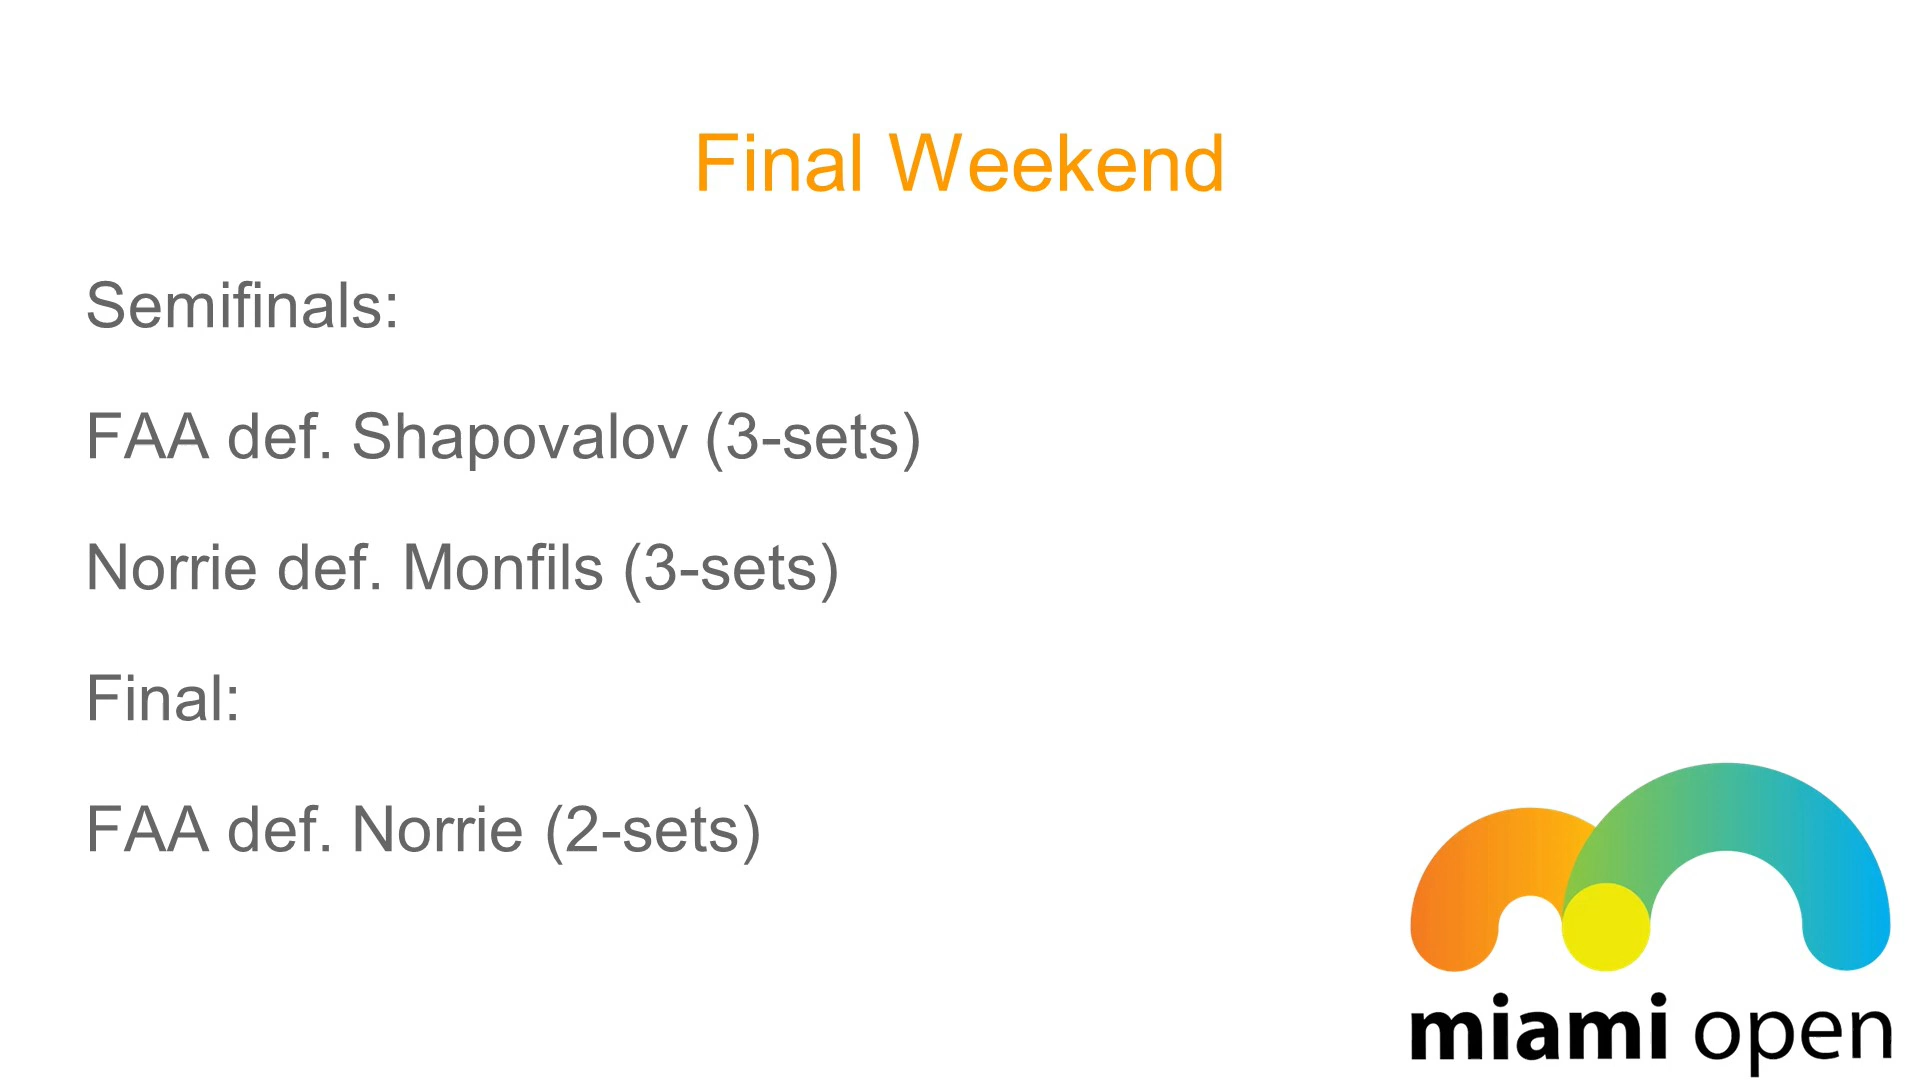 Final Weekend
Semifinals:
FAA def. Shapovalov (3-sets)
Norrie def. Monfils (3-sets)
Final:
FAA def. Norrie (2-sets)
miami open